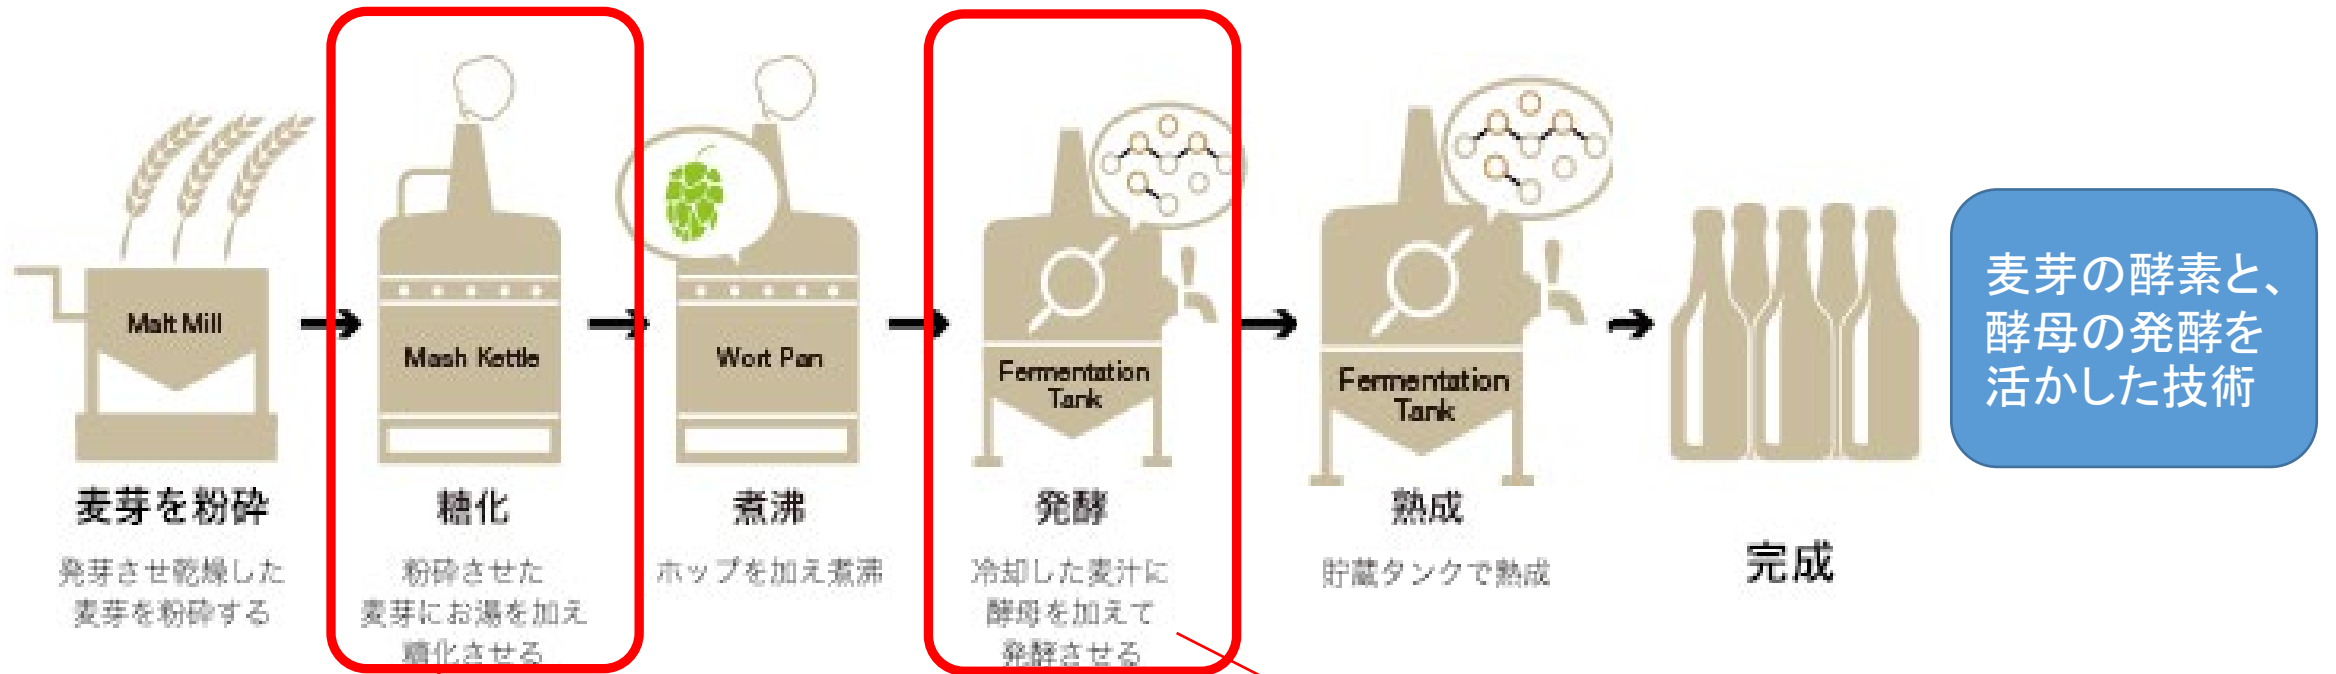 Malt Mill
麦芽を粉砕
発芽させ乾燥した
麦芽を粉砕する
Mash Kettle
糖化
粉砕させた
麦芽にお湯を加え
糖化させる
Wort Pan
煮沸
ホップを加え煮沸
Fermentation
Tank
発酵
冷却した麦汁に
酵母を加えて
発酵させる
Fermentation
Tank
熟成
貯蔵タンクで熟成
完成
麦芽の酵素と、
酵母の発酵を
活かした技術